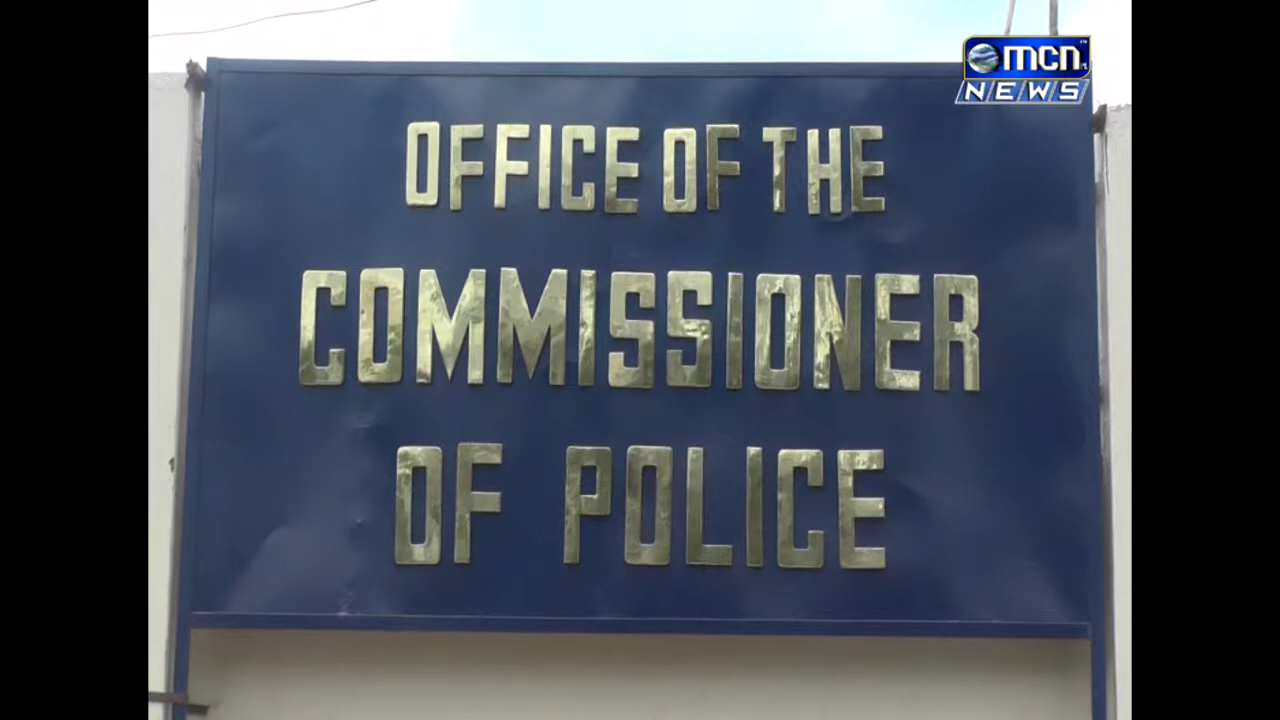 mcn
NEWS
OFFICE OF THE
COMMISSIONER
OF POLICE